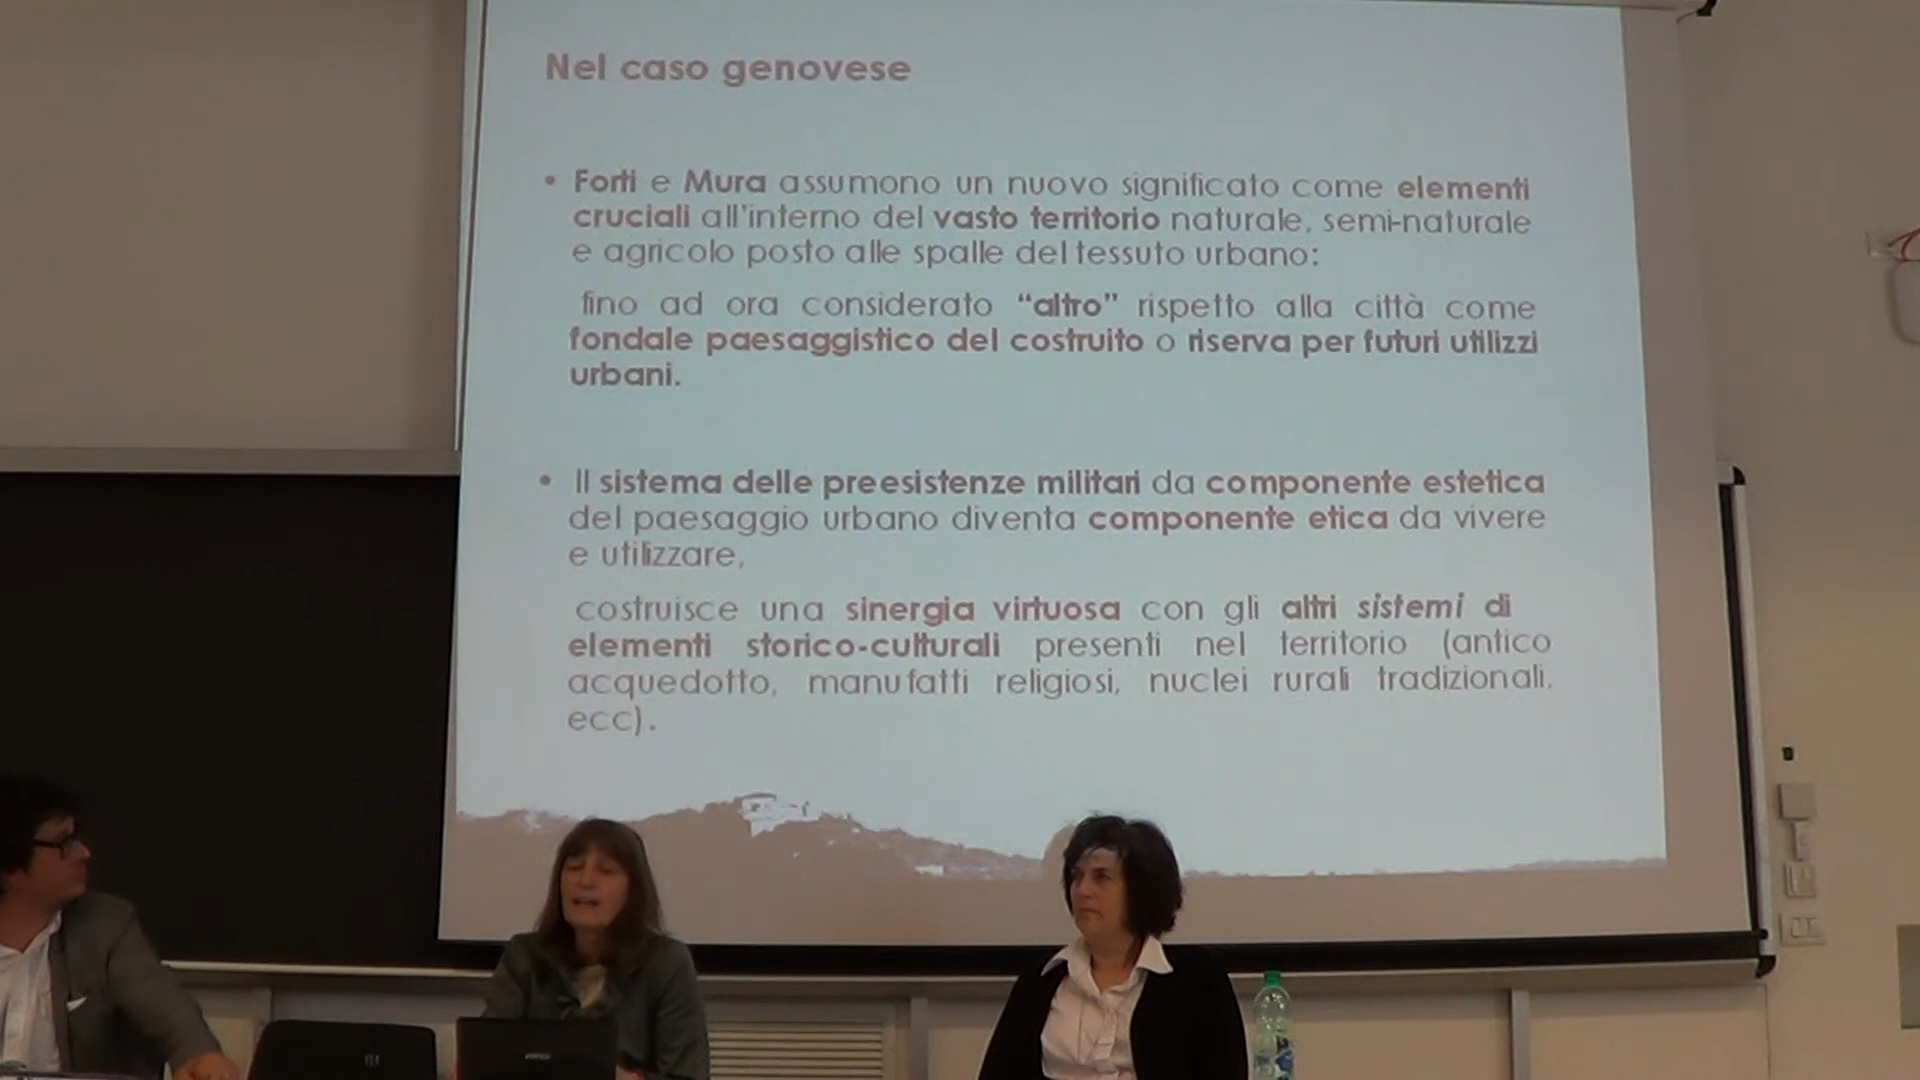 Nel caso genovese
• Forti e Mura assumono un nuovo significato come elementi
cruciali all'interno del vasto territorio naturale, semi-naturale
e agricolo posto alle spalle del tessuto urbano:
fino ad ora considerato “altro” rispetto alla città come
fondale paesaggistico del costruito o riserva per futuri utilizzi
urbani.
• Il sistema delle preesistenze militari da componente estetica
del paesaggio urbano diventa componente etica da vivere
e utilizzare,
costruisce una sinergia virtuosa con gli altri sistemi di
elementi storico-culturali presenti nel territorio (antico
acquedotto, manufatti religiosi, nuclei rurali tradizionali,
ecc).